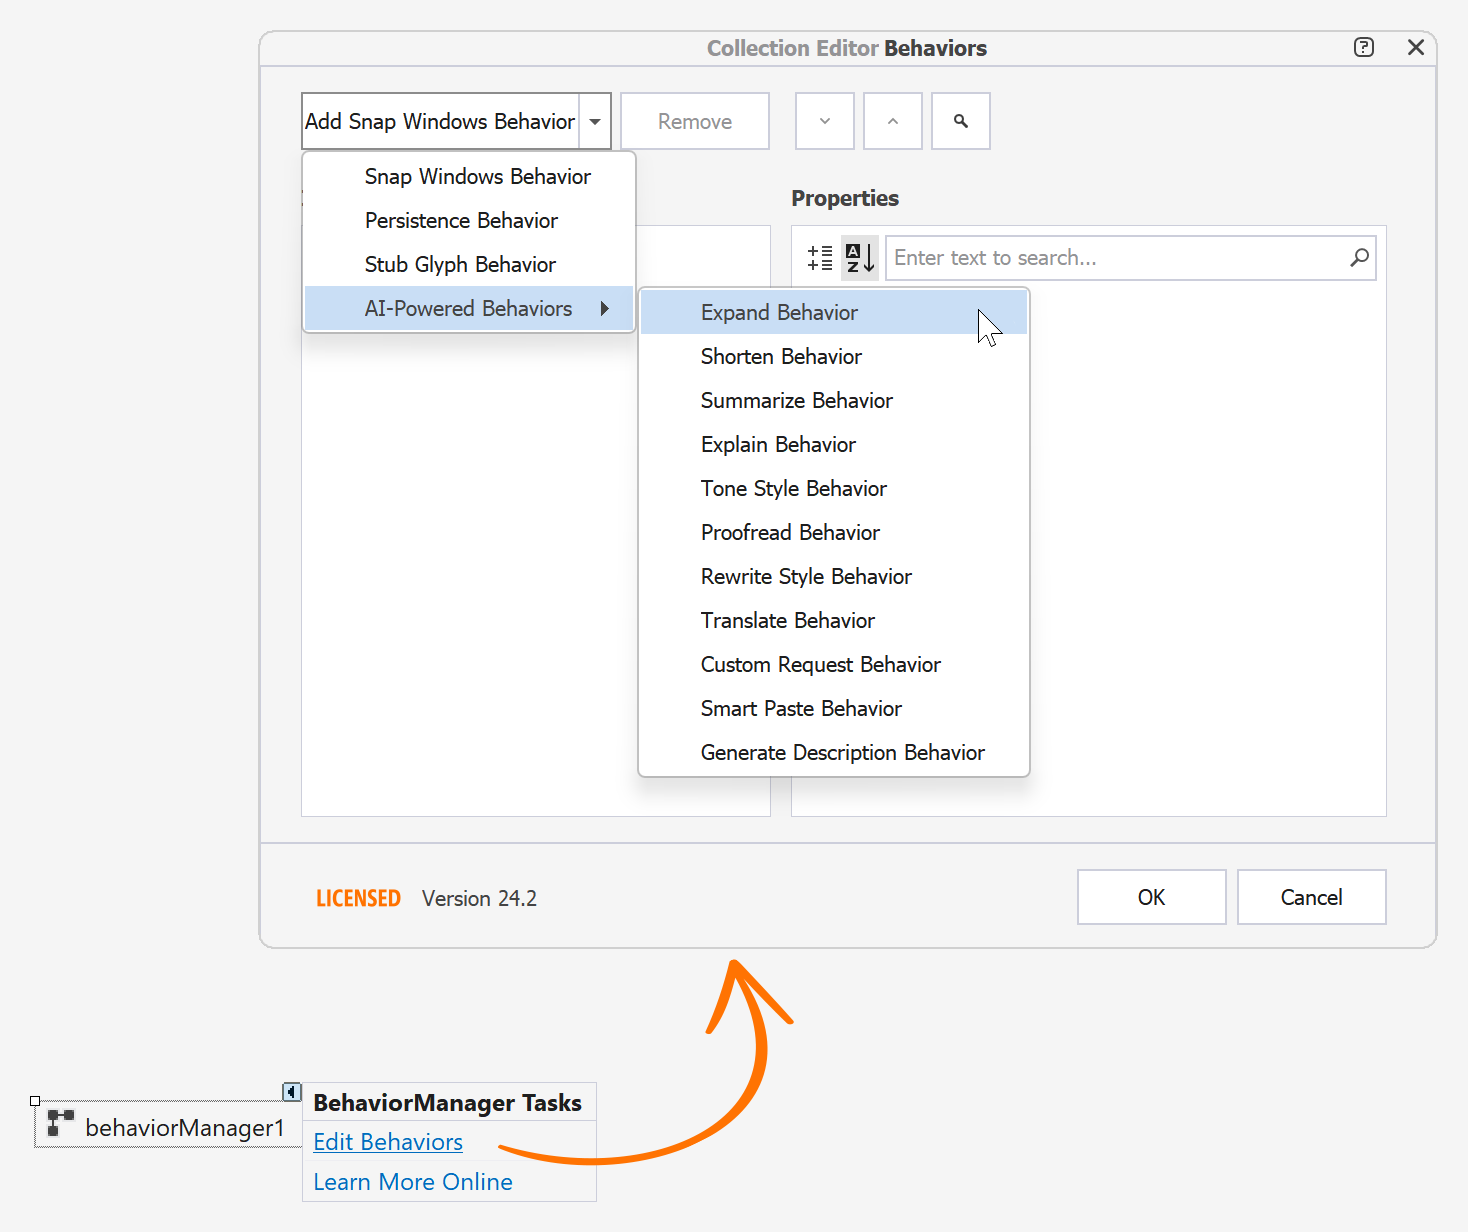 Collection Editor Behaviors
Add Snap Windows Behavior
Remove
Snap Windows Behavior
Persistence Behavior
Stub Glyph Behavior
AI-Powered Behaviors
Properties
Enter text to search...
Expand Behavior
Shorten Behavior
Summarize Behavior
Explain Behavior
Tone Style Behavior
Proofread Behavior
Rewrite Style Behavior
Translate Behavior
Custom Request Behavior
Smart Paste Behavior
Generate Description Behavior
LICENSED Version 24.2
OK
Cancel
behaviorManager1
BehaviorManager Tasks
Edit Behaviors
Learn More Online